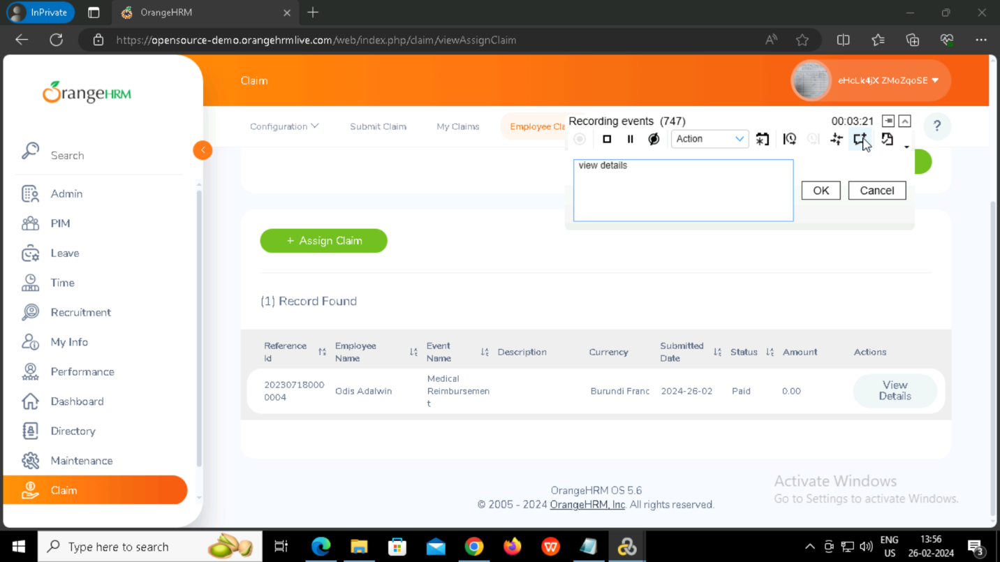 InPrivate
OrangeHRM
https://opensource-demo.orangehrmlive.com/web/index.php/claim/viewAssignClaim
OrangeHRM
Claim
eHcLk4jX ZMoZqoSE
Configuration
Submit Claim
My Claims
Employee Cla
?
Recording events (747)
00:03:21
Action
view details
OK
Cancel
Search
Admin
PIM
Leave
Time
Recruitment
My Info
Performance
Dashboard
Directory
Maintenance
Claim
+ Assign Claim
(1) Record Found
Reference Id
Employee Name
Event Name
Description
Currency
Submitted Date
Status
Amount
Actions
20230718000
0004
Odis Adalwin
Medical
Reimbursemen
t
Burundi Franc
2024-26-02
Paid
0.00
View
Details
OrangeHRM OS 5.6
© 2005 - 2024 OrangeHRM, Inc. All rights reserved.
Activate Windows
Go to Settings to activate Windows.
Type here to search
ENG
US
13:56
26-02-2024
3